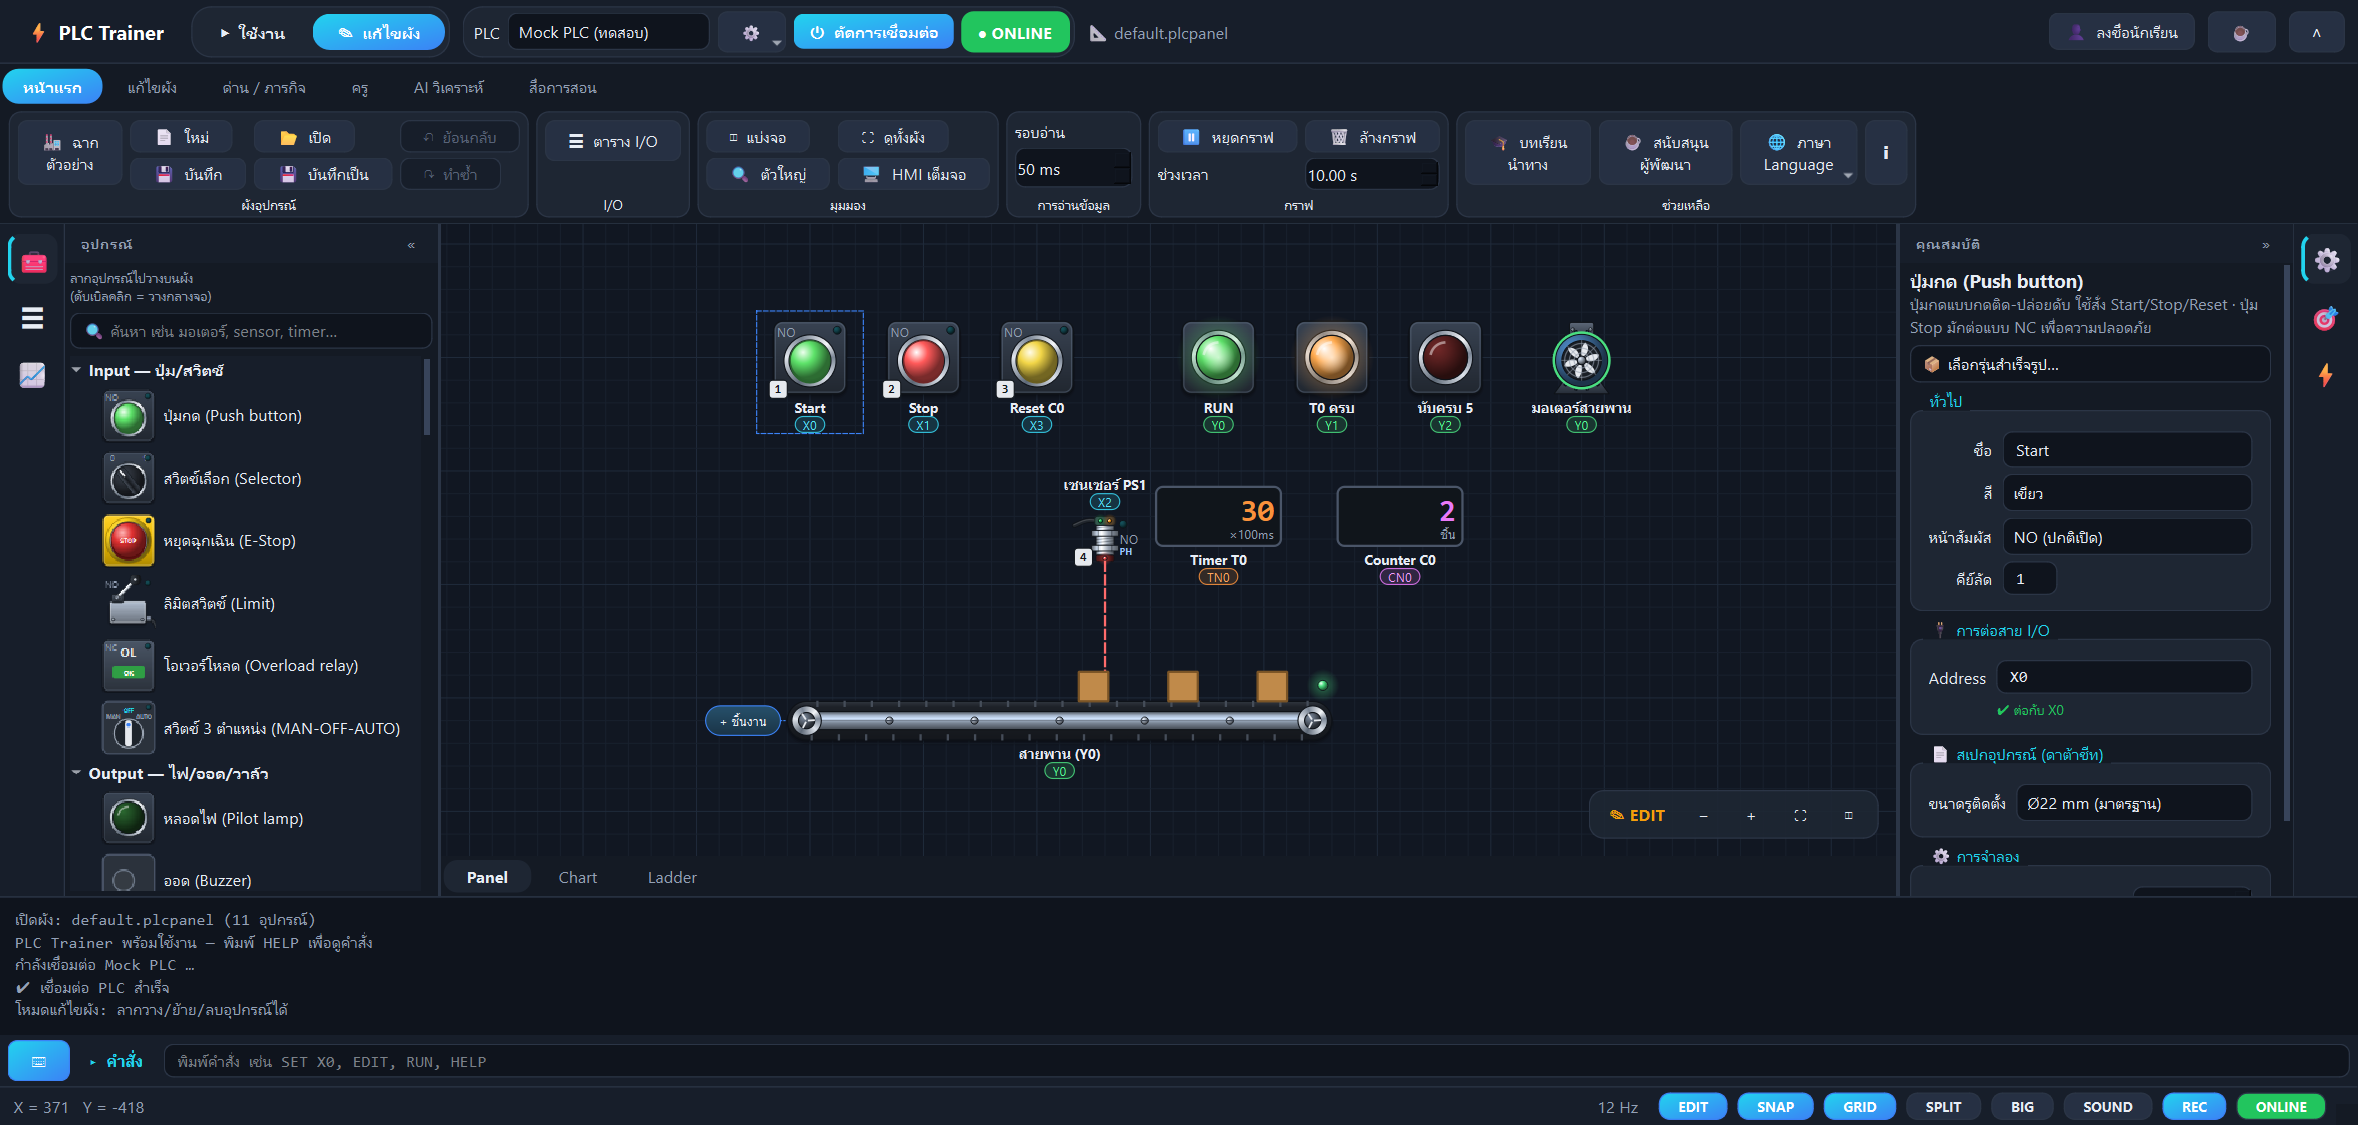 PLC Trainer
▶ ใช้งาน
แก้ไขผัง
PLC
Mock PLC (ทดสอบ)
ตัดการเชื่อมต่อ
● ONLINE
default.plcpanel
ลงชื่อนักเรียน
หน้าแรก
แก้ไขผัง
ด่าน / ภารกิจ
ครู
AI วิเคราะห์
สื่อการสอน
ฉาก
ตัวอย่าง
ใหม่
เปิด
ย้อนกลับ
บันทึก
บันทึกเป็น
ทำซ้ำ
ผังอุปกรณ์
ตาราง I/O
I/O
แบ่งจอ
ดูทั้งผัง
ตัวใหญ่
HMI เต็มจอ
มุมมอง
รอบอ่าน
50 ms
การอ่านข้อมูล
หยุดกราฟ
ล้างกราฟ
ช่วงเวลา
10.00 s
กราฟ
บทเรียน
นำทาง
สนับสนุน
ผู้พัฒนา
ภาษา
Language
i
ช่วยเหลือ
อุปกรณ์
«
ลากอุปกรณ์ไปวางบนผัง
(ดับเบิลคลิก = วางกลางจอ)
ค้นหา เช่น มอเตอร์, sensor, timer...
Input — ปุ่ม/สวิตช์
NO
ปุ่มกด (Push button)
สวิตช์เลือก (Selector)
STOP
หยุดฉุกเฉิน (E-Stop)
NO
ลิมิตสวิตช์ (Limit)
NC
OL
โอเวอร์โหลด (Overload relay)
OFF
MAN
AUTO
สวิตช์ 3 ตำแหน่ง (MAN-OFF-AUTO)
Output — ไฟ/ออด/วาล์ว
หลอดไฟ (Pilot lamp)
ออด (Buzzer)
NO
1
Start
X0
NO
2
Stop
X1
NO
3
Reset C0
X3
RUN
Y0
T0 ครบ
Y1
นับครบ 5
Y2
มอเตอร์สายพาน
Y0
เซนเซอร์ PS1
X2
NO
PH
4
30
×100ms
Timer T0
TN0
2
ชิ้น
Counter C0
CN0
+ ชิ้นงาน
สายพาน (Y0)
Y0
EDIT
−
+
Panel
Chart
Ladder
คุณสมบัติ
»
ปุ่มกด (Push button)
ปุ่มกดแบบกดติด-ปล่อยดับ ใช้สั่ง Start/Stop/Reset · ปุ่ม
Stop มักต่อแบบ NC เพื่อความปลอดภัย
เลือกรุ่นสำเร็จรูป...
ทั่วไป
ชื่อ
Start
สี
เขียว
หน้าสัมผัส
NO (ปกติเปิด)
คีย์ลัด
1
การต่อสาย I/O
Address
X0
✔ ต่อกับ X0
สเปกอุปกรณ์ (ดาต้าชีท)
ขนาดรูติดตั้ง
Ø22 mm (มาตรฐาน)
การจำลอง
เปิดผัง: default.plcpanel (11 อุปกรณ์)
PLC Trainer พร้อมใช้งาน — พิมพ์ HELP เพื่อดูคำสั่ง
กำลังเชื่อมต่อ Mock PLC …
✔ เชื่อมต่อ PLC สำเร็จ
โหมดแก้ไขผัง: ลากวาง/ย้าย/ลบอุปกรณ์ได้
▸ คำสั่ง
พิมพ์คำสั่ง เช่น SET X0, EDIT, RUN, HELP
X = 371 Y = -418
12 Hz
EDIT
SNAP
GRID
SPLIT
BIG
SOUND
REC
ONLINE